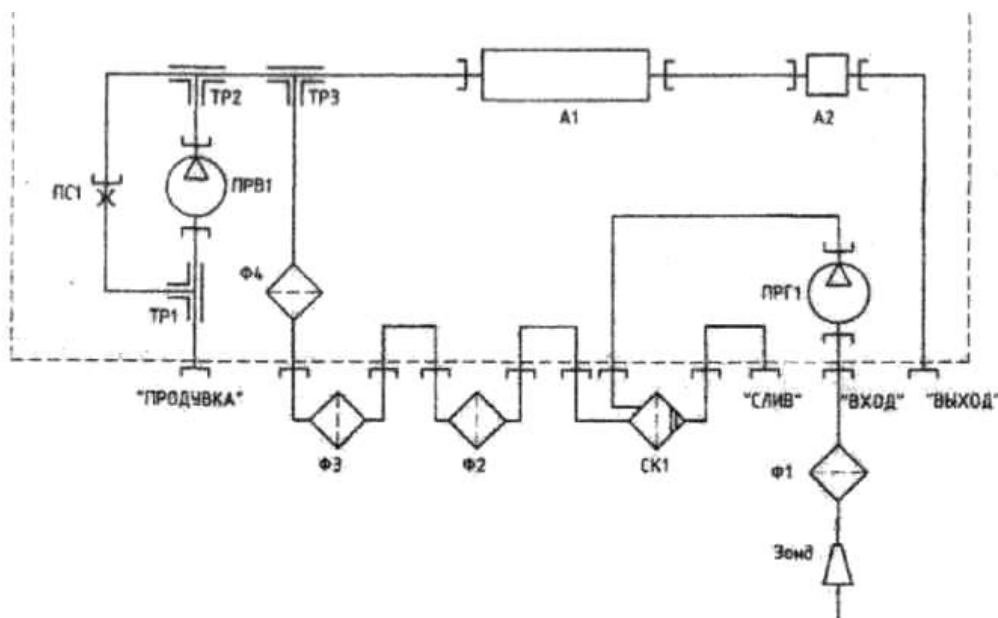 ТР2
ТР3
А1
А2
ПС1
ПРВ1
Ф4
ПРГ1
ТР1
"ПРОДУВКА"
"СЛИВ"
"ВХОД"
"ВЫХОД"
Ф3
Ф2
СК1
Ф1
Зонд